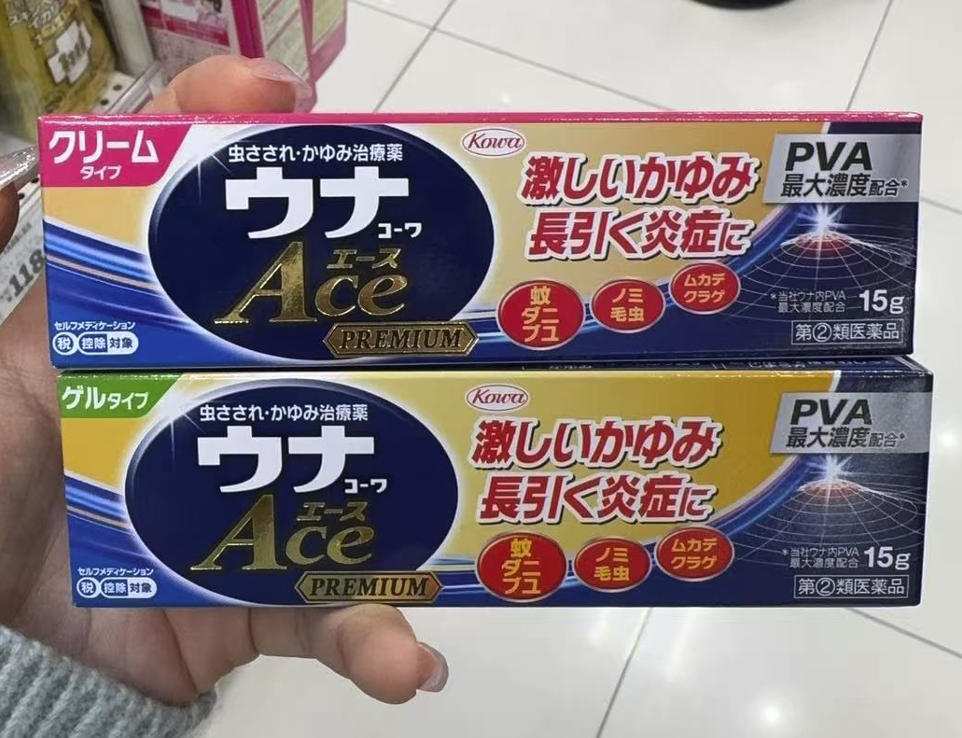 118
クリーム
タイプ
虫さされ・かゆみ治療薬
ウナ
コーワ
エース
Ace
PREMIUM
セルフメディケーション
税 控除 対象
Kowa
激しいかゆみ
長引く炎症に
蚊
ダニ
ブユ
ノミ
毛虫
ムカデ
クラゲ
PVA
最大濃度配合*
*当社ウナ内PVA
最大濃度配合
15g
指②類医薬品
ゲルタイプ
虫さされ・かゆみ治療薬
ウナ
コーワ
エース
Ace
PREMIUM
セルフメディケーション
税 控除 対象
Kowa
激しいかゆみ
長引く炎症に
蚊
ダニ
ブユ
ノミ
毛虫
ムカデ
クラゲ
PVA
最大濃度配合*
*当社ウナ内PVA
最大濃度配合
15g
指②類医薬品